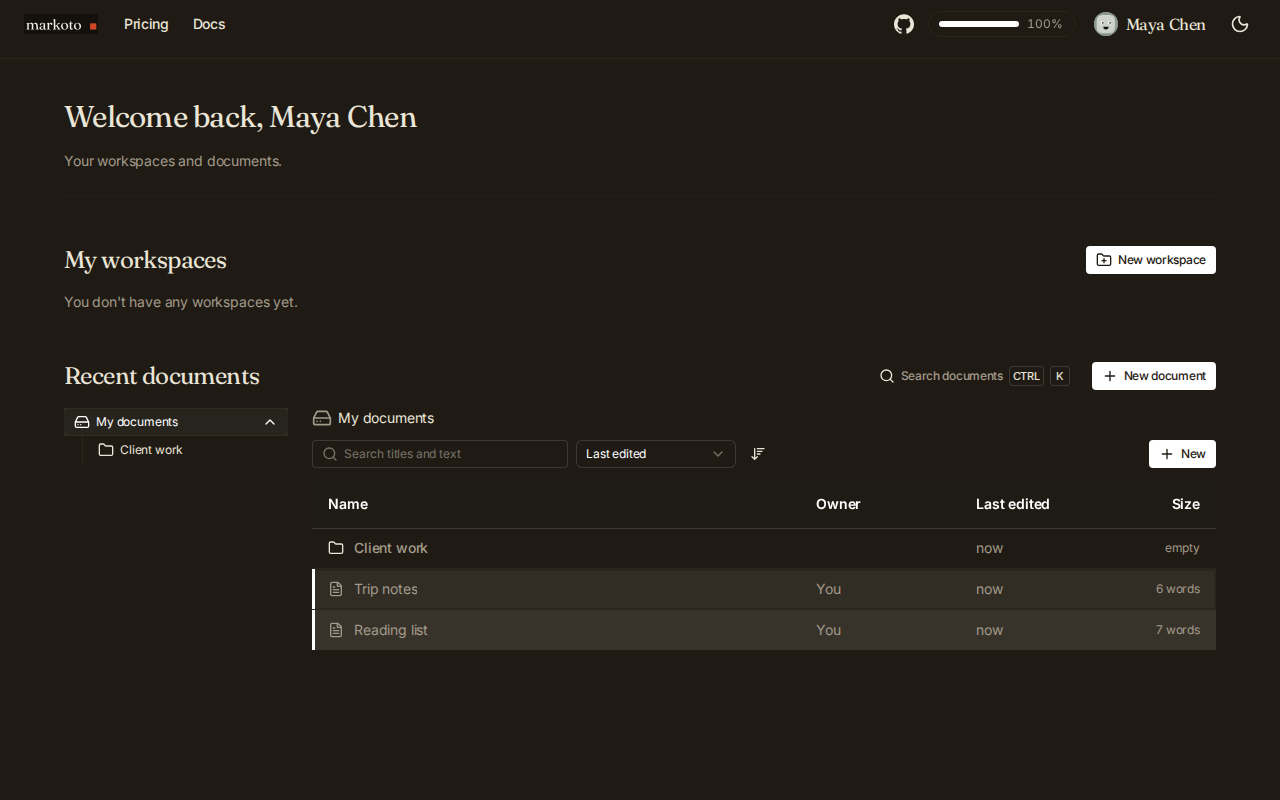 markoto Pricing Docs 100% Maya Chen
Welcome back, Maya Chen
Your workspaces and documents.
My workspaces New workspace
You don't have any workspaces yet.
Recent documents Search documents CTRL K New document
My documents
Client work
My documents
Search titles and text Last edited New
Name Owner Last edited Size
Client work now empty
Trip notes You now 6 words
Reading list You now 7 words